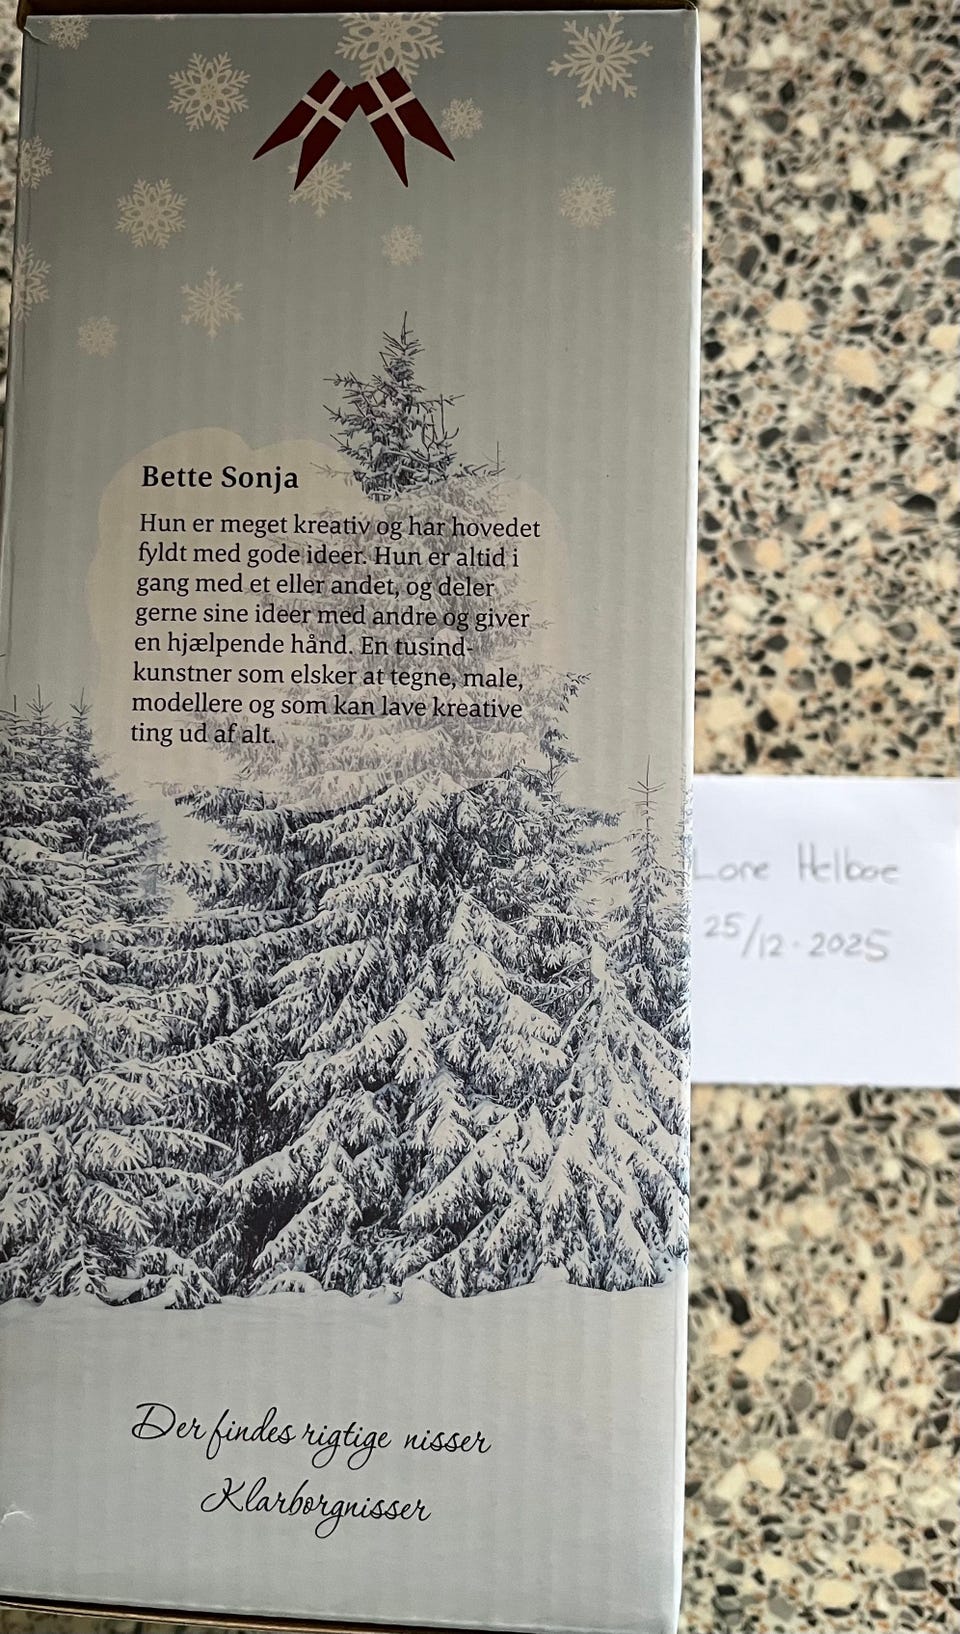 Bette Sonja
Hun er meget kreativ og har hovedet
fyldt med gode ideer. Hun er altid i
gang med et eller andet, og deler
gerne sine ideer med andre og giver
en hjælpende hånd. En tusind-
kunstner som elsker at tegne, male,
modellere og som kan lave kreative
ting ud af alt.
Lone Helboe
25/12·2025
Der findes rigtige nisser
Klarborgnisser